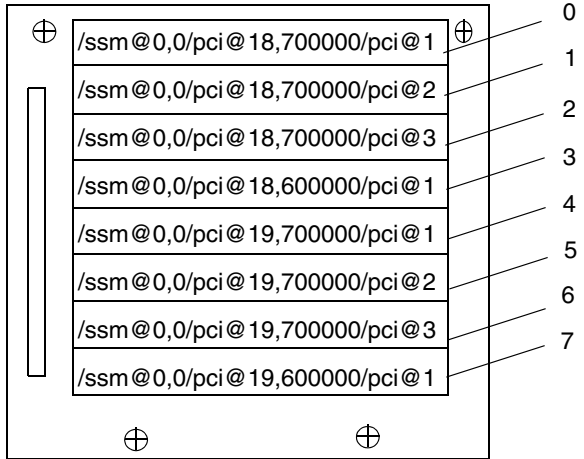 /ssm@0,0/pci@18,700000/pci@1 0
/ssm@0,0/pci@18,700000/pci@2 1
/ssm@0,0/pci@18,700000/pci@3 2
/ssm@0,0/pci@18,600000/pci@1 3
/ssm@0,0/pci@19,700000/pci@1 4
/ssm@0,0/pci@19,700000/pci@2 5
/ssm@0,0/pci@19,700000/pci@3 6
/ssm@0,0/pci@19,600000/pci@1 7